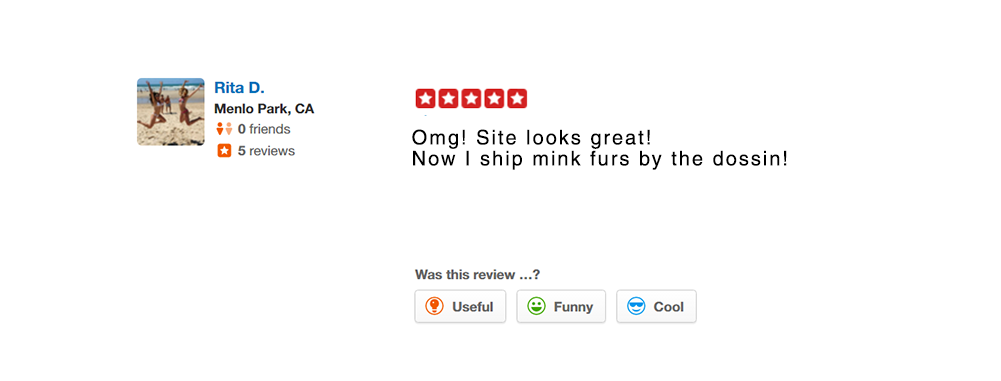 Rita D.
Menlo Park, CA
0 friends
5 reviews
Omg! Site looks great!
Now I ship mink furs by the dossin!
Was this review ...?
Useful
Funny
Cool